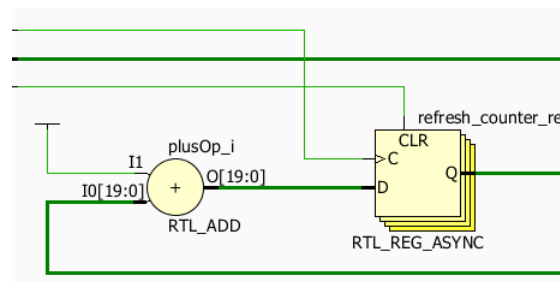 refresh_counter_re
plusOp_i
CLR
I1
C
I0[19:0]
+
O[19:0]
D
Q
RTL_ADD
RTL_REG_ASYNC